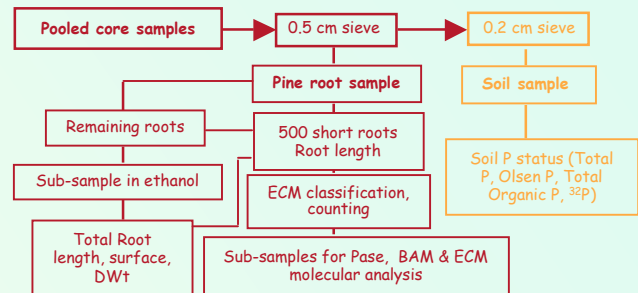 Pooled core samples
0.5 cm sieve
0.2 cm sieve
Pine root sample
Soil sample
Remaining roots
500 short roots
Root length
Soil P status (Total
P, Olsen P, Total
Organic P, ³²P)
Sub-sample in ethanol
ECM classification,
counting
Total Root
length, surface,
DWt
Sub-samples for Pase, BAM & ECM
molecular analysis